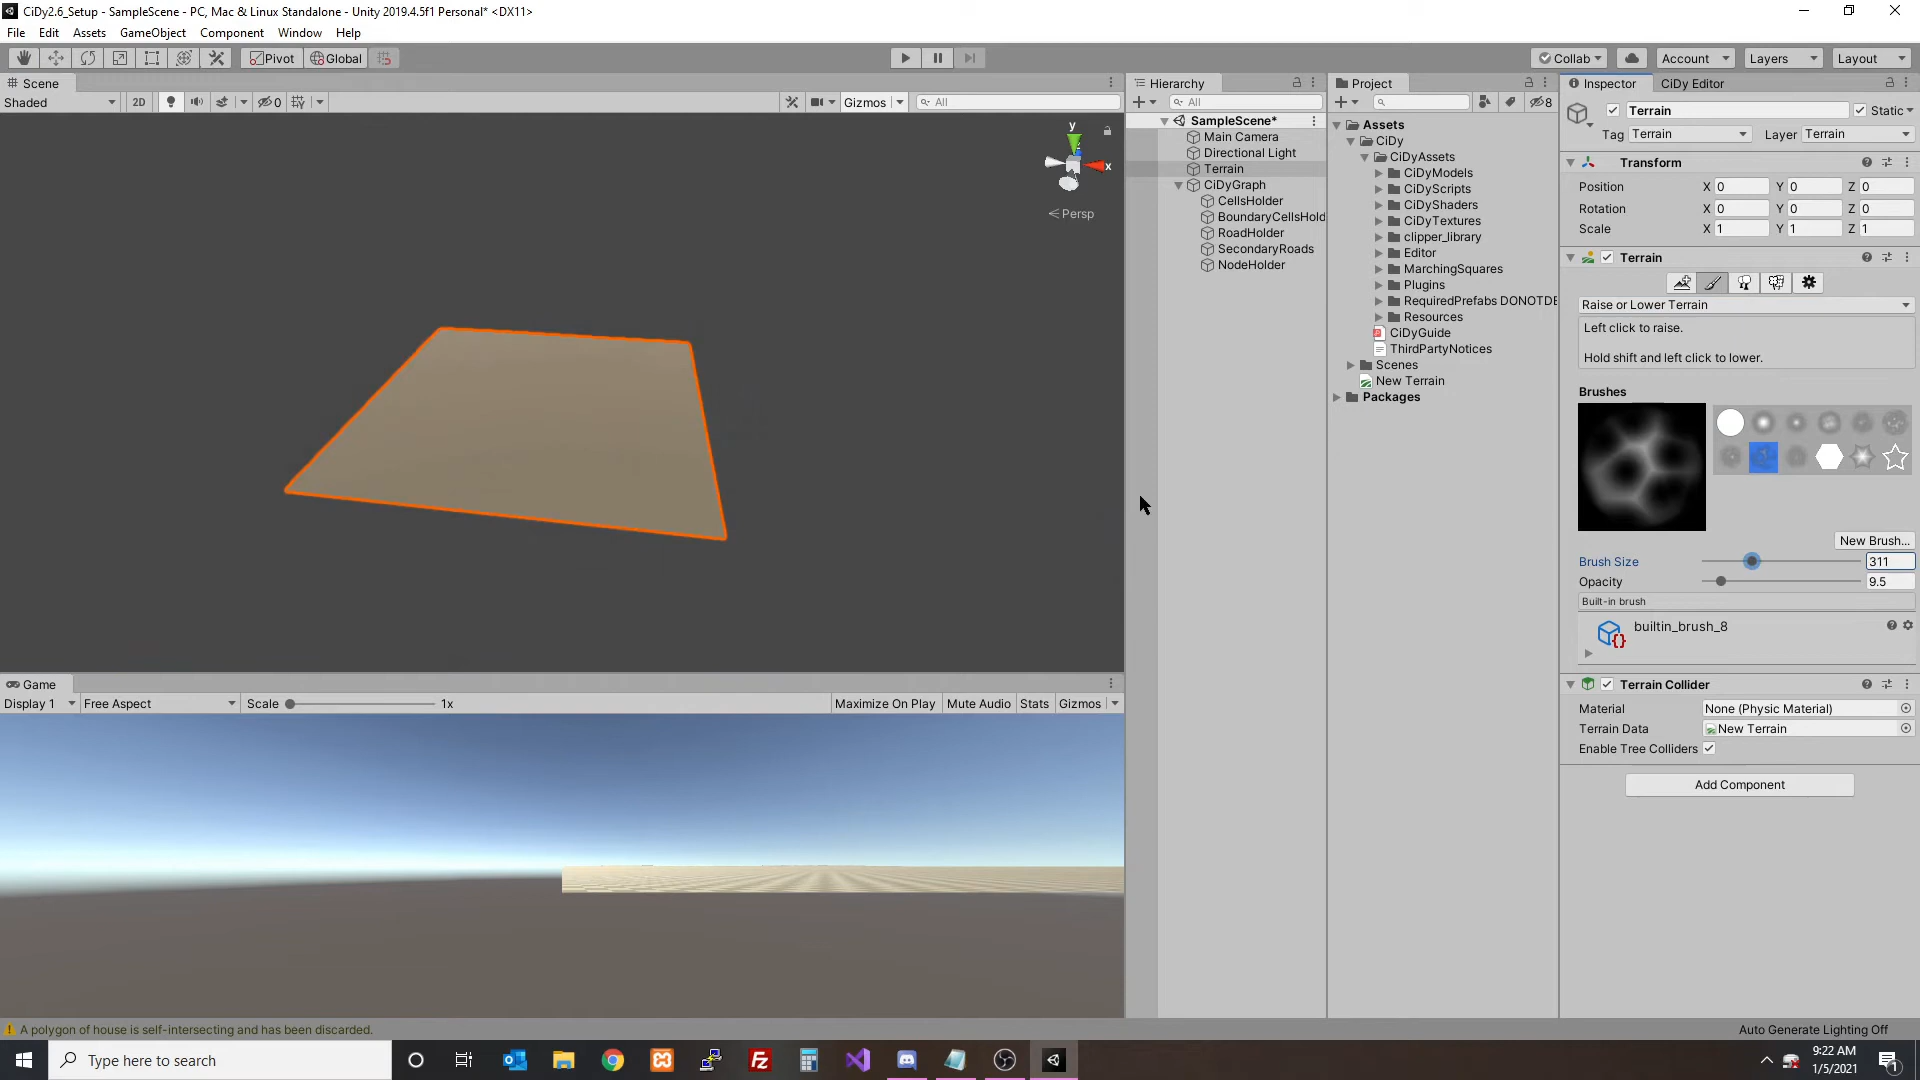 CiDy2.6_Setup - SampleScene - PC, Mac & Linux Standalone - Unity 2019.4.5f1 Personal* <DX11>
File Edit Assets GameObject Component Window Help
Pivot Global Collab Account Layers Layout
Scene
Shaded 2D 0 Gizmos All
y
x
Persp
Hierarchy
All
SampleScene*
Main Camera
Directional Light
Terrain
CiDyGraph
CellsHolder
BoundaryCellsHold
RoadHolder
SecondaryRoads
NodeHolder
Project
8
Assets
CiDy
CiDyAssets
CiDyModels
CiDyScripts
CiDyShaders
CiDyTextures
clipper_library
Editor
MarchingSquares
Plugins
RequiredPrefabs DONOTDE
Resources
CiDyGuide
ThirdPartyNotices
Scenes
New Terrain
Packages
Inspector CiDy Editor
Terrain Static
Tag Terrain Layer Terrain
Transform
Position X 0 Y 0 Z 0
Rotation X 0 Y 0 Z 0
Scale X 1 Y 1 Z 1
Terrain
Raise or Lower Terrain
Left click to raise.
Hold shift and left click to lower.
Brushes
New Brush...
Brush Size 311
Opacity 9.5
Built-in brush
builtin_brush_8
Terrain Collider
Material None (Physic Material)
Terrain Data New Terrain
Enable Tree Colliders
Add Component
Game
Display 1 Free Aspect Scale 1x Maximize On Play Mute Audio Stats Gizmos
A polygon of house is self-intersecting and has been discarded.
Auto Generate Lighting Off
Type here to search
9:22 AM
1/5/2021
1